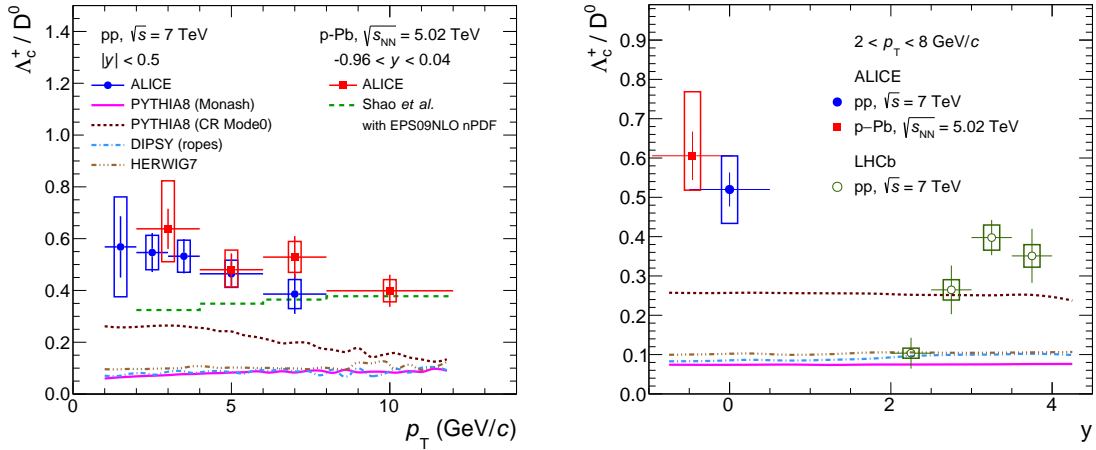 Λc+ / D0
1.4
1.2
1.0
0.8
0.6
0.4
0.2
0.0
pp, √s = 7 TeV
|y| < 0.5
ALICE
PYTHIA8 (Monash)
PYTHIA8 (CR Mode0)
DIPSY (ropes)
HERWIG7
p-Pb, √sNN = 5.02 TeV
-0.96 < y < 0.04
ALICE
Shao et al.
with EPS09NLO nPDF
0
5
10
pT (GeV/c)
Λc+ / D0
0.9
0.8
0.7
0.6
0.5
0.4
0.3
0.2
0.1
0.0
2 < pT < 8 GeV/c
ALICE
pp, √s = 7 TeV
p−Pb, √sNN = 5.02 TeV
LHCb
pp, √s = 7 TeV
0
2
4
y